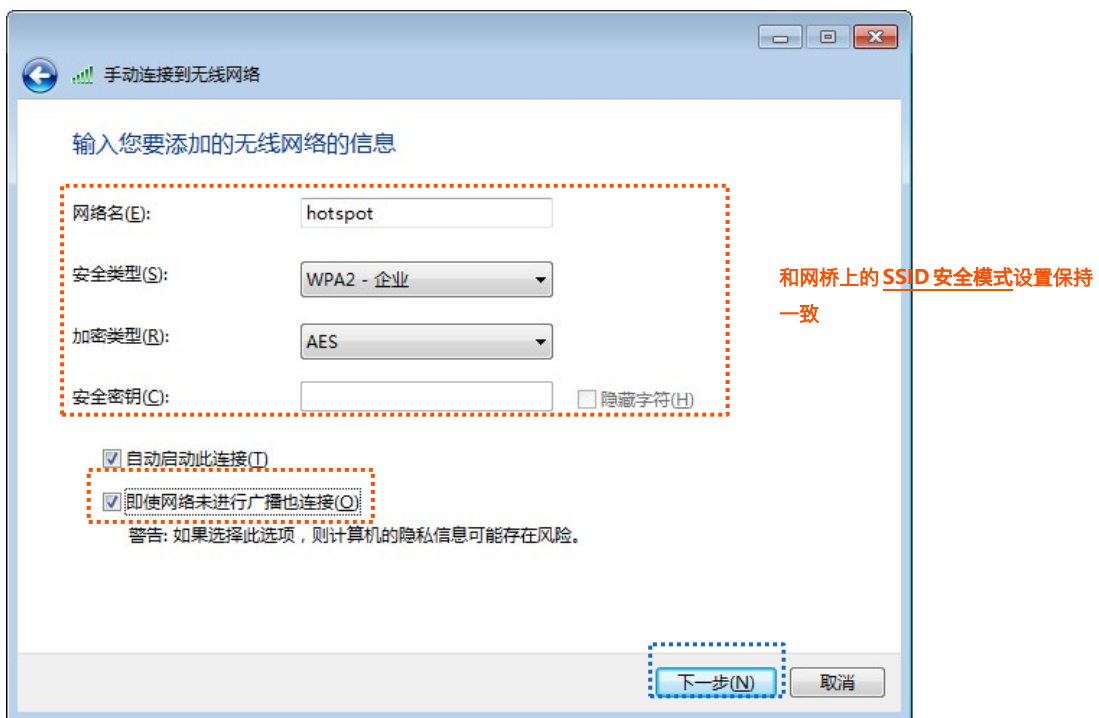 手动连接到无线网络
输入您要添加的无线网络的信息
网络名(E): hotspot
安全类型(S): WPA2 - 企业
和网桥上的 SSID 安全模式设置保持
一致
加密类型(R): AES
安全密钥(C): 隐藏字符(H)
自动启动此连接(T)
即使网络未进行广播也连接(O)
警告: 如果选择此选项，则计算机的隐私信息可能存在风险。
下一步(N) 取消